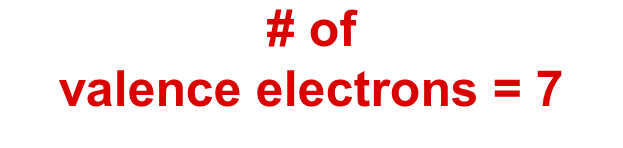 # of
valence electrons = 7